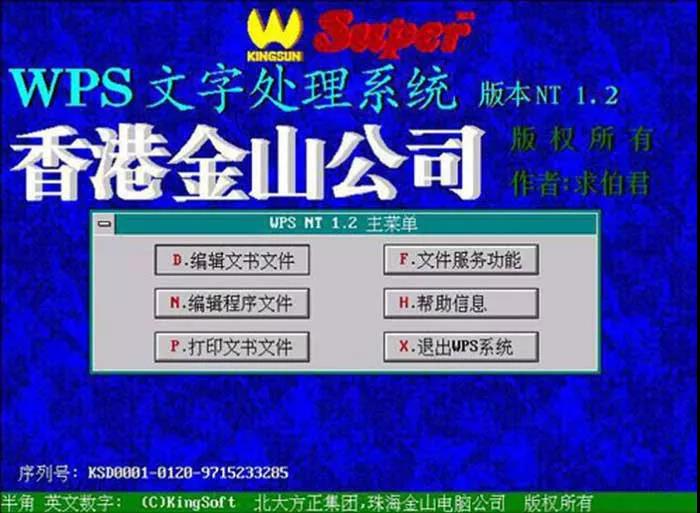 KINGSUN Super
WPS 文字处理系统 版本 NT 1.2
香港金山公司
版权所有
作者:求伯君
WPS NT 1.2 主菜单
D.编辑文书文件
F.文件服务功能
N.编辑程序文件
H.帮助信息
P.打印文书文件
X.退出WPS系统
序列号: KSD0001-0120-9715233285
半角 英文数字: (C)KingSoft 北大方正集团,珠海金山电脑公司 版权所有